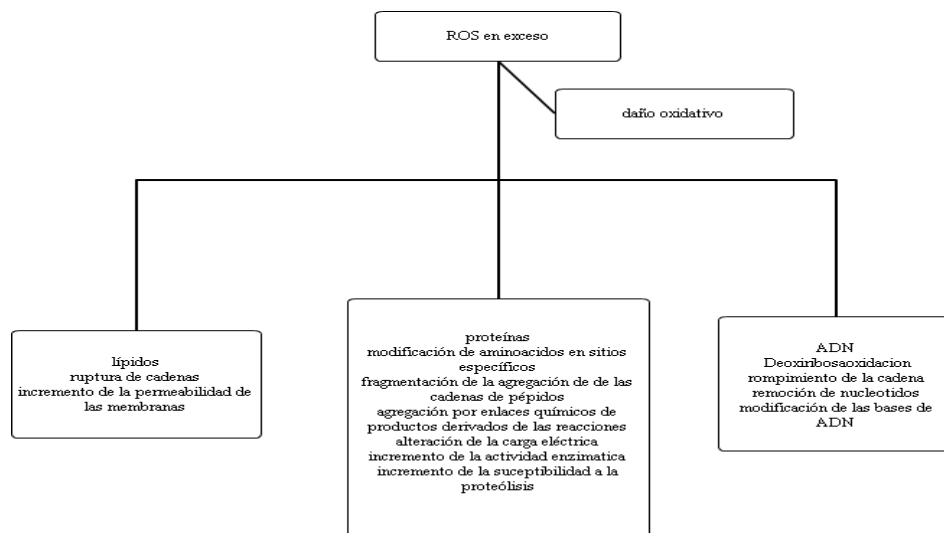 ROS en exceso
daño oxidativo
lípidos
ruptura de cadenas
incremento de la permeabilidad de
las membranas
proteínas
modificación de aminoacidos en sitios
específicos
fragmentación de la agregación de de las
cadenas de pépidos
agregación por enlaces químicos de
productos derivados de las reacciones
alteración de la carga eléctrica
incremento de la actividad enzimatica
incremento de la suceptibilidad a la
proteólisis
ADN
Deoxiribosaoxidacion
rompimiento de la cadena
remoción de nucleotidos
modificación de las bases de
ADN